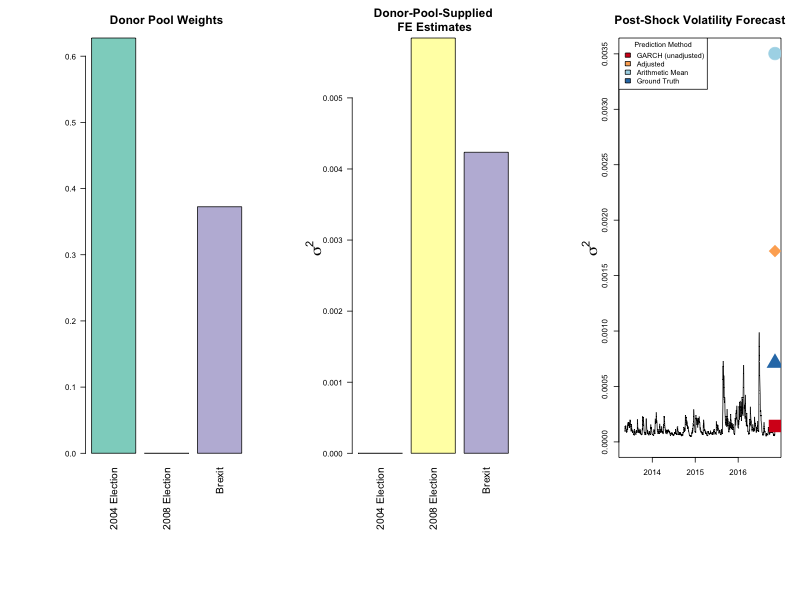 Donor Pool Weights
0.6
0.5
0.4
0.3
0.2
0.1
0.0
2004 Election
2008 Election
Brexit
Donor-Pool-Supplied
FE Estimates
σ2
0.005
0.004
0.003
0.002
0.001
0.000
2004 Election
2008 Election
Brexit
Post-Shock Volatility Forecast
σ2
0.0035
0.0030
0.0025
0.0020
0.0015
0.0010
0.0005
0.0000
Prediction Method
GARCH (unadjusted)
Adjusted
Arithmetic Mean
Ground Truth
2014 2015 2016